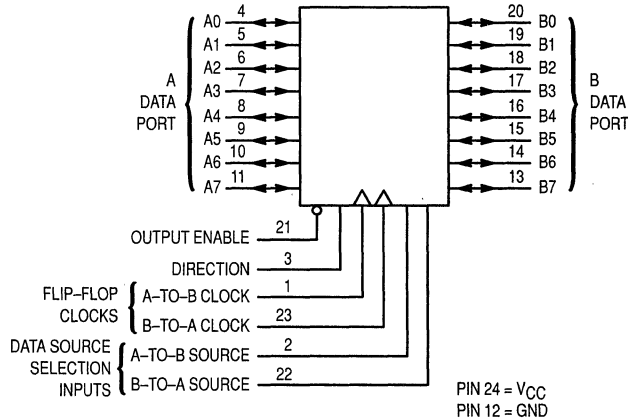 A0 4
A1 5
A2 6
A3 7
A4 8
A5 9
A6 10
A7 11
A
DATA
PORT
20 B0
19 B1
18 B2
17 B3
16 B4
15 B5
14 B6
13 B7
B
DATA
PORT
OUTPUT ENABLE 21
DIRECTION 3
FLIP–FLOP
CLOCKS
A–TO–B CLOCK 1
B–TO–A CLOCK 23
DATA SOURCE
SELECTION
INPUTS
A–TO–B SOURCE 2
B–TO–A SOURCE 22
PIN 24 = VCC
PIN 12 = GND